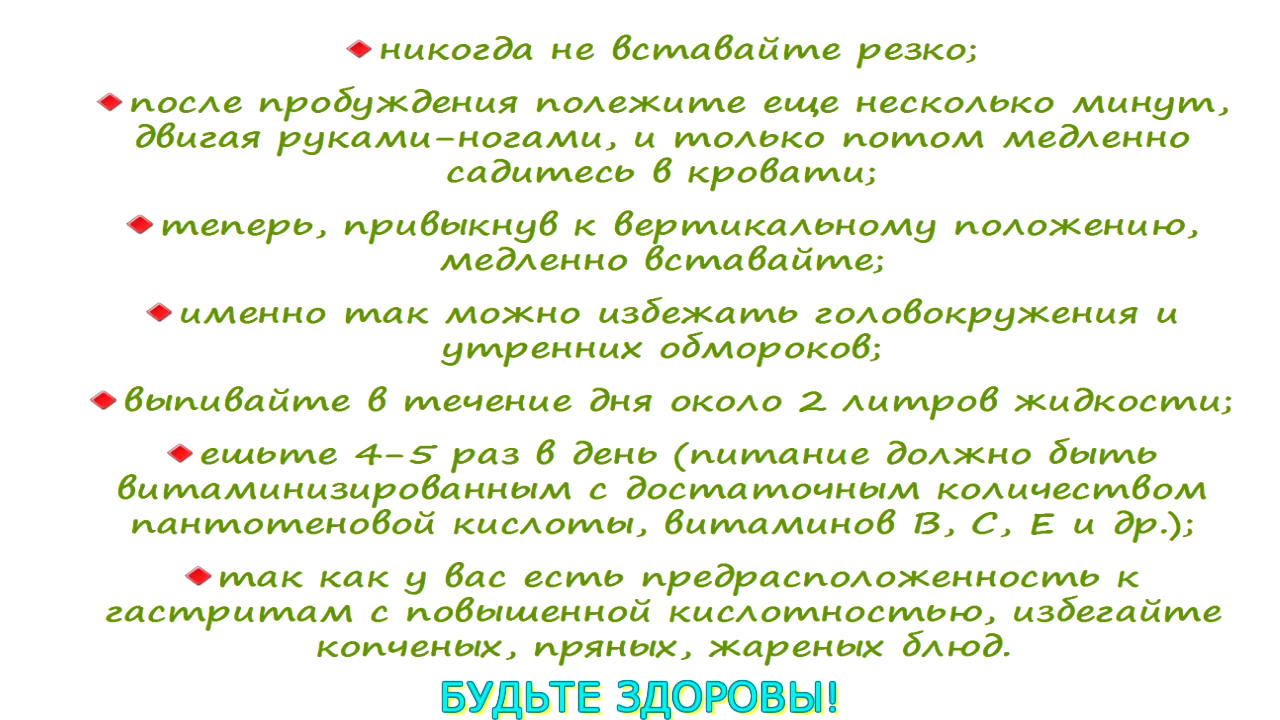 никогда не вставайте резко;
после пробуждения полежите еще несколько минут,
двигая руками-ногами, и только потом медленно
садитесь в кровати;
теперь, привыкнув к вертикальному положению,
медленно вставайте;
именно так можно избежать головокружения и
утренних обмороков;
выпивайте в течение дня около 2 литров жидкости;
ешьте 4-5 раз в день (питание должно быть
витаминизированным с достаточным количеством
пантотеновой кислоты, витаминов В, С, Е и др.);
так как у вас есть предрасположенность к
гастритам с повышенной кислотностью, избегайте
копченых, пряных, жареных блюд.
БУДЬТЕ ЗДОРОВЫ!